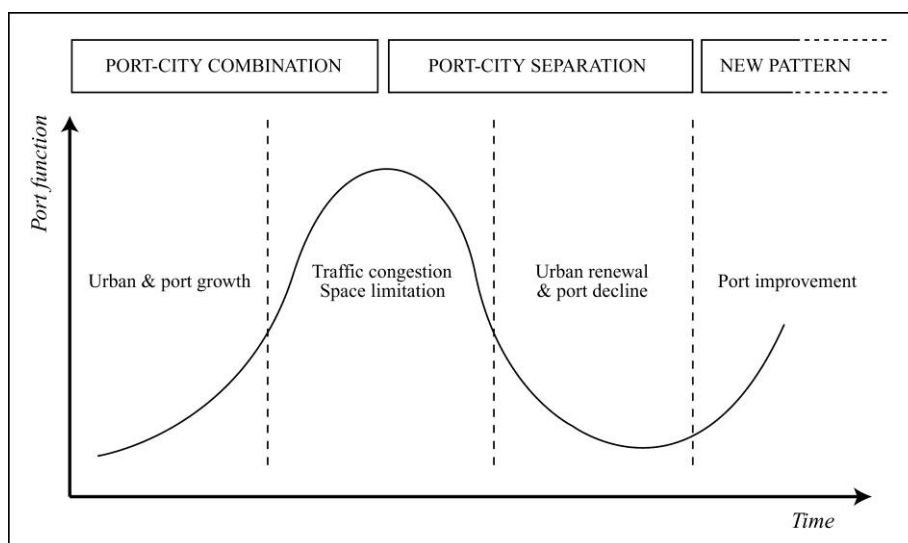 PORT-CITY COMBINATION
PORT-CITY SEPARATION
NEW PATTERN
Port function
Urban & port growth
Traffic congestion
Space limitation
Urban renewal
& port decline
Port improvement
Time